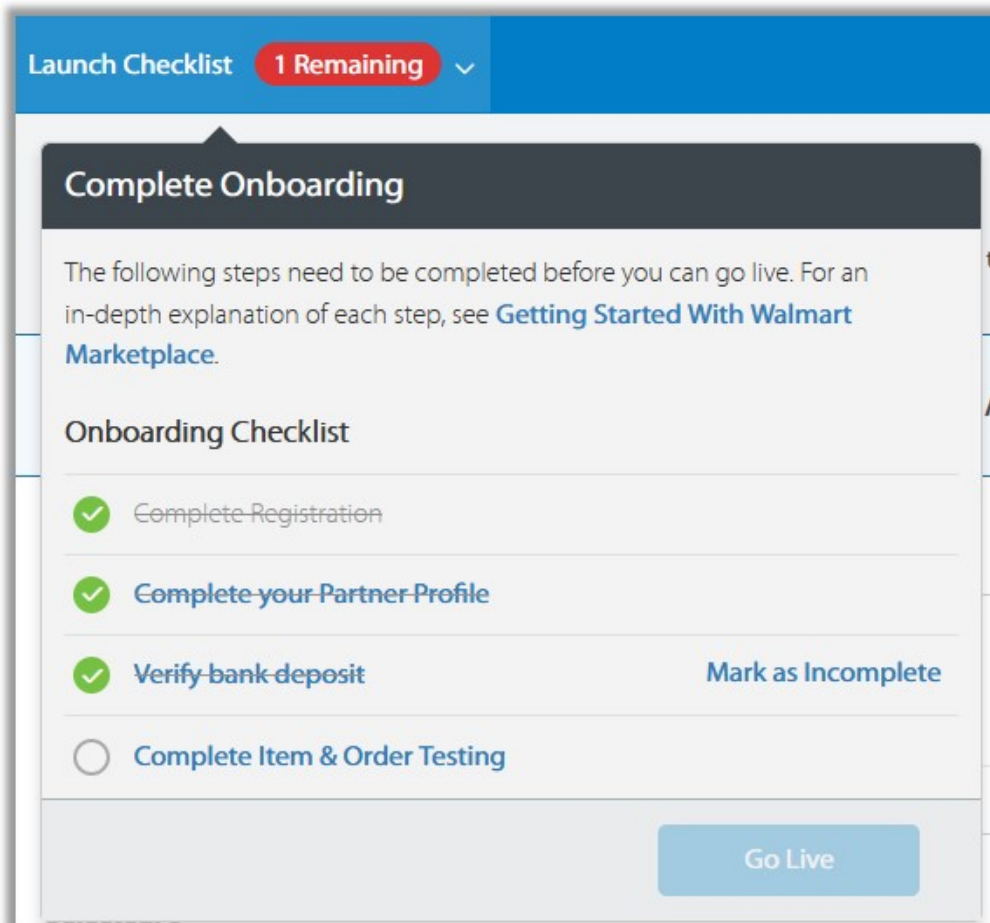 Launch Checklist 1 Remaining
Complete Onboarding
The following steps need to be completed before you can go live. For an
in-depth explanation of each step, see Getting Started With Walmart
Marketplace.
Onboarding Checklist
Complete Registration
Complete your Partner Profile
Verify bank deposit Mark as Incomplete
Complete Item & Order Testing
Go Live